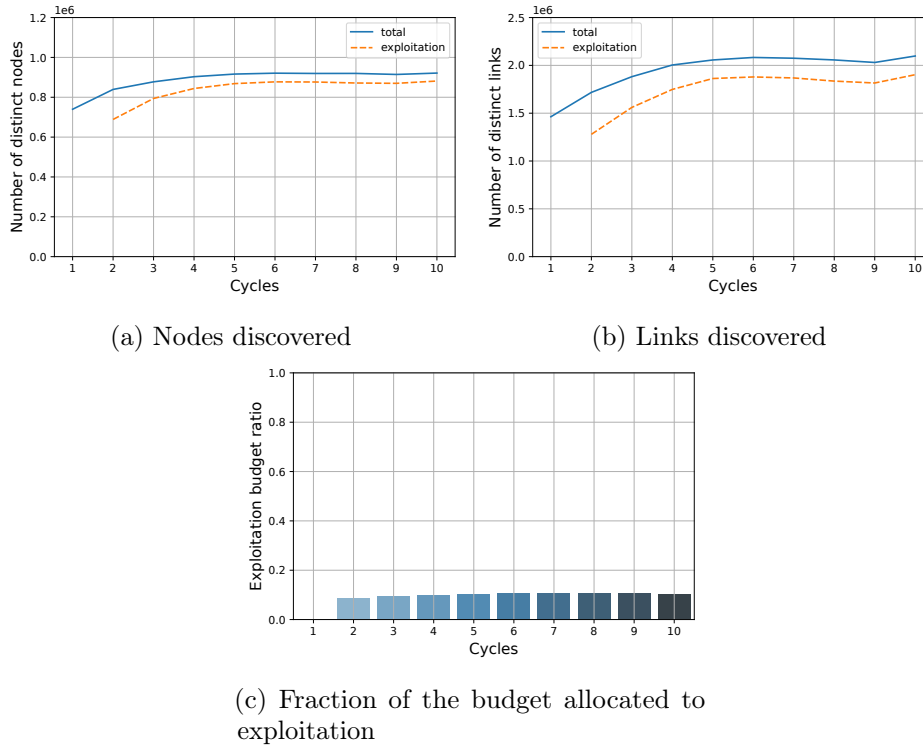 1e6
1.2
1.0
0.8
0.6
0.4
0.2
0.0
Number of distinct nodes
total
exploitation
1 2 3 4 5 6 7 8 9 10
Cycles
(a) Nodes discovered
1e6
2.5
2.0
1.5
1.0
0.5
0.0
Number of distinct links
total
exploitation
1 2 3 4 5 6 7 8 9 10
Cycles
(b) Links discovered
1.0
0.8
0.6
0.4
0.2
0.0
Exploitation budget ratio
1 2 3 4 5 6 7 8 9 10
Cycles
(c) Fraction of the budget allocated to
exploitation